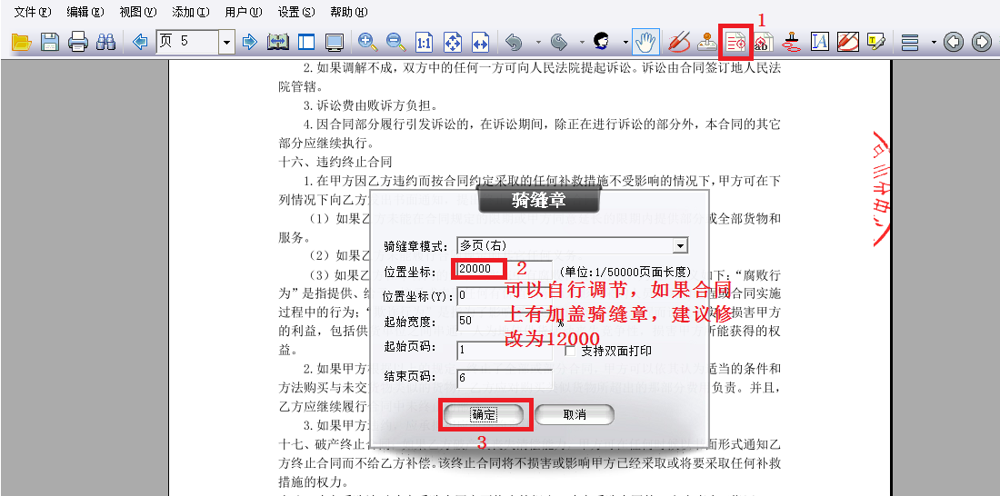 文件(F) 编辑(E) 视图(V) 添加(I) 用户(U) 设置(S) 帮助(H)
1
页 5
1:1
ab
A
T
2.如果调解不成，双方中的任何一方可向人民法院提起诉讼。诉讼由合同签订地人民法
院管辖。
3.诉讼费由败诉方负担。
4.因合同部分履行引发诉讼的，在诉讼期间，除正在进行诉讼的部分外，本合同的其它
部分应继续执行。
十六、违约终止合同
1.在甲方因乙方违约而按合同约定采取的任何补救措施不受影响的情况下，甲方可在下
列情况下向乙方
（1）如果乙 或全部货物和
服务。
（2）如果乙
（3）如果乙 如下：“腐败行
为”是指提供、给 程或合同实施
过程中的行为；“ 损害甲方
的利益，包括供 所能获得的权
益。
2.如果甲方 适当的条件和
方法购买与未交 负责。并且，
乙方应继续履行
3.如果甲方
十七、破产终止合 面形式通知乙
方终止合同而不给乙方补偿。该终止合同将不损害或影响甲方已经采取或将要采取任何补救
措施的权力。
骑缝章
骑缝章模式： 多页(右)
位置坐标： 20000 2 (单位:1/50000页面长度)
位置坐标(Y)： 0
可以自行调节，如果合同
上有加盖骑缝章，建议修
改为12000
起始宽度： 50 %
起始页码： 1 支持双面打印
结束页码： 6
确定 取消
3